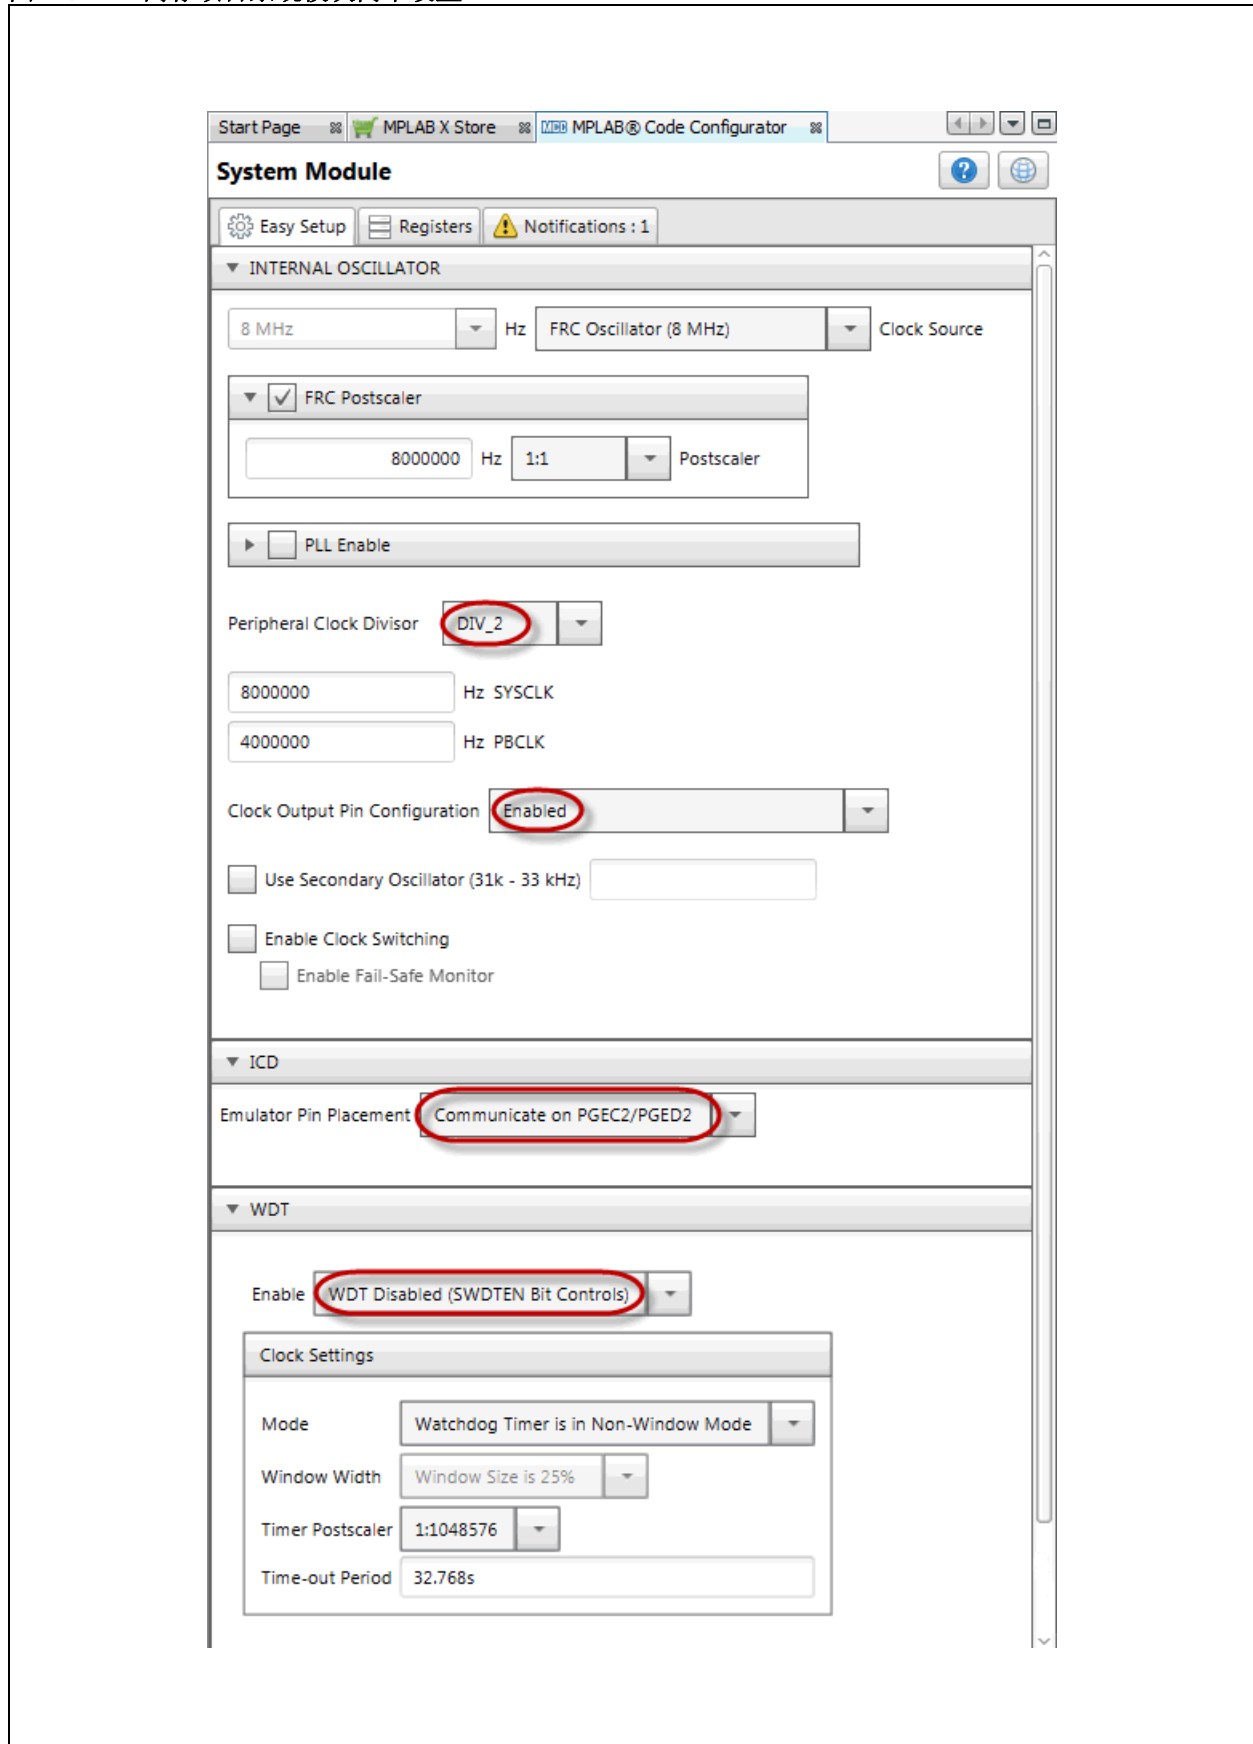 Start Page MPLAB X Store MPLAB® Code Configurator
System Module
Easy Setup Registers Notifications : 1
INTERNAL OSCILLATOR
8 MHz Hz FRC Oscillator (8 MHz) Clock Source
FRC Postscaler
8000000 Hz 1:1 Postscaler
PLL Enable
Peripheral Clock Divisor DIV_2
8000000 Hz SYSCLK
4000000 Hz PBCLK
Clock Output Pin Configuration Enabled
Use Secondary Oscillator (31k - 33 kHz)
Enable Clock Switching
Enable Fail-Safe Monitor
ICD
Emulator Pin Placement Communicate on PGEC2/PGED2
WDT
Enable WDT Disabled (SWDTEN Bit Controls)
Clock Settings
Mode Watchdog Timer is in Non-Window Mode
Window Width Window Size is 25%
Timer Postscaler 1:1048576
Time-out Period 32.768s